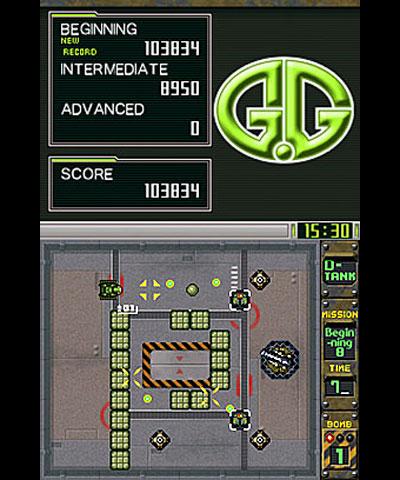 BEGINNING
NEW
RECORD 103834
INTERMEDIATE
8950
ADVANCED
0
G.G
SCORE
103834
15:30
D-
TANK
MISSION
Begin
-ning
8
TIME
7_
BOMB
1